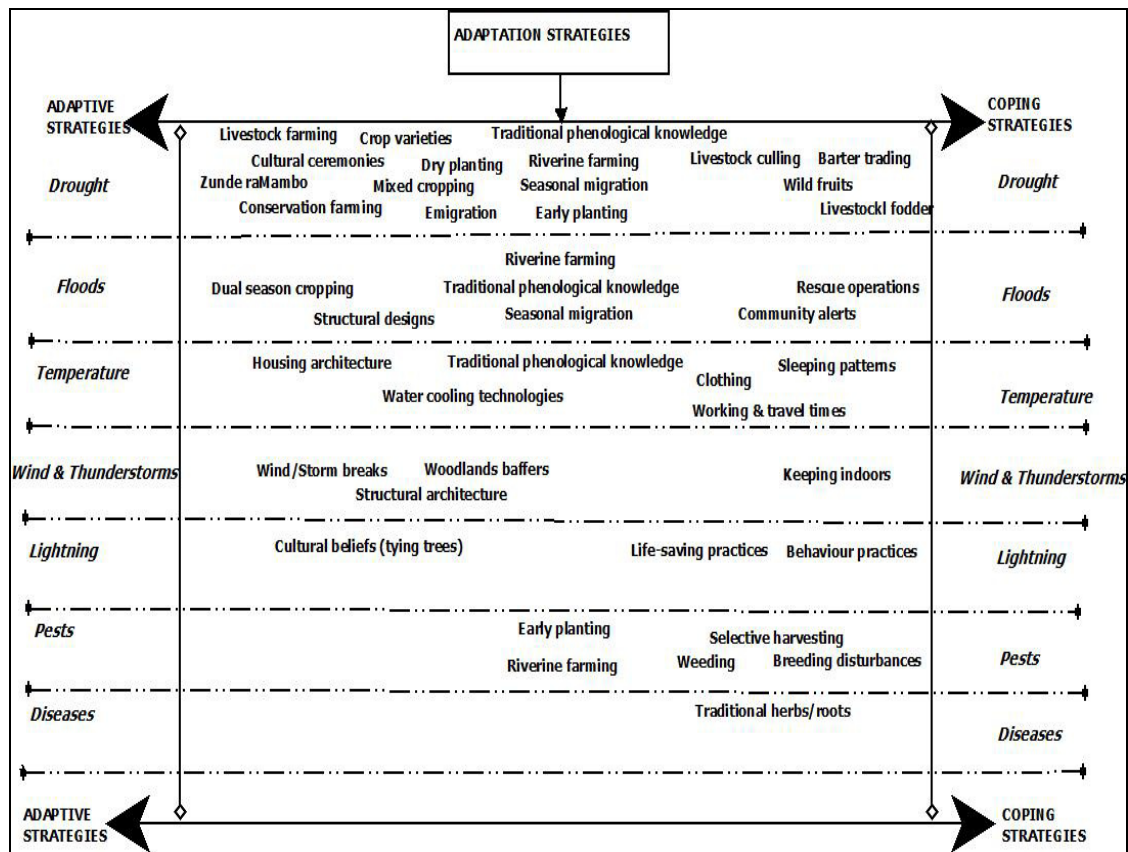 ADAPTATION STRATEGIES
ADAPTIVE
STRATEGIES
COPING
STRATEGIES
Livestock farming
Crop varieties
Traditional phenological knowledge
Cultural ceremonies
Dry planting
Riverine farming
Livestock culling
Barter trading
Drought
Zunde raMambo
Mixed cropping
Seasonal migration
Wild fruits
Drought
Conservation farming
Emigration
Early planting
Livestockl fodder
Riverine farming
Floods
Dual season cropping
Traditional phenological knowledge
Rescue operations
Floods
Structural designs
Seasonal migration
Community alerts
Temperature
Housing architecture
Traditional phenological knowledge
Sleeping patterns
Clothing
Water cooling technologies
Working & travel times
Temperature
Wind & Thunderstorms
Wind/Storm breaks
Woodlands baffers
Keeping indoors
Wind & Thunderstorms
Structural architecture
Lightning
Cultural beliefs (tying trees)
Life-saving practices
Behaviour practices
Lightning
Pests
Early planting
Selective harvesting
Riverine farming
Weeding
Breeding disturbances
Pests
Diseases
Traditional herbs/roots
Diseases
ADAPTIVE
STRATEGIES
COPING
STRATEGIES